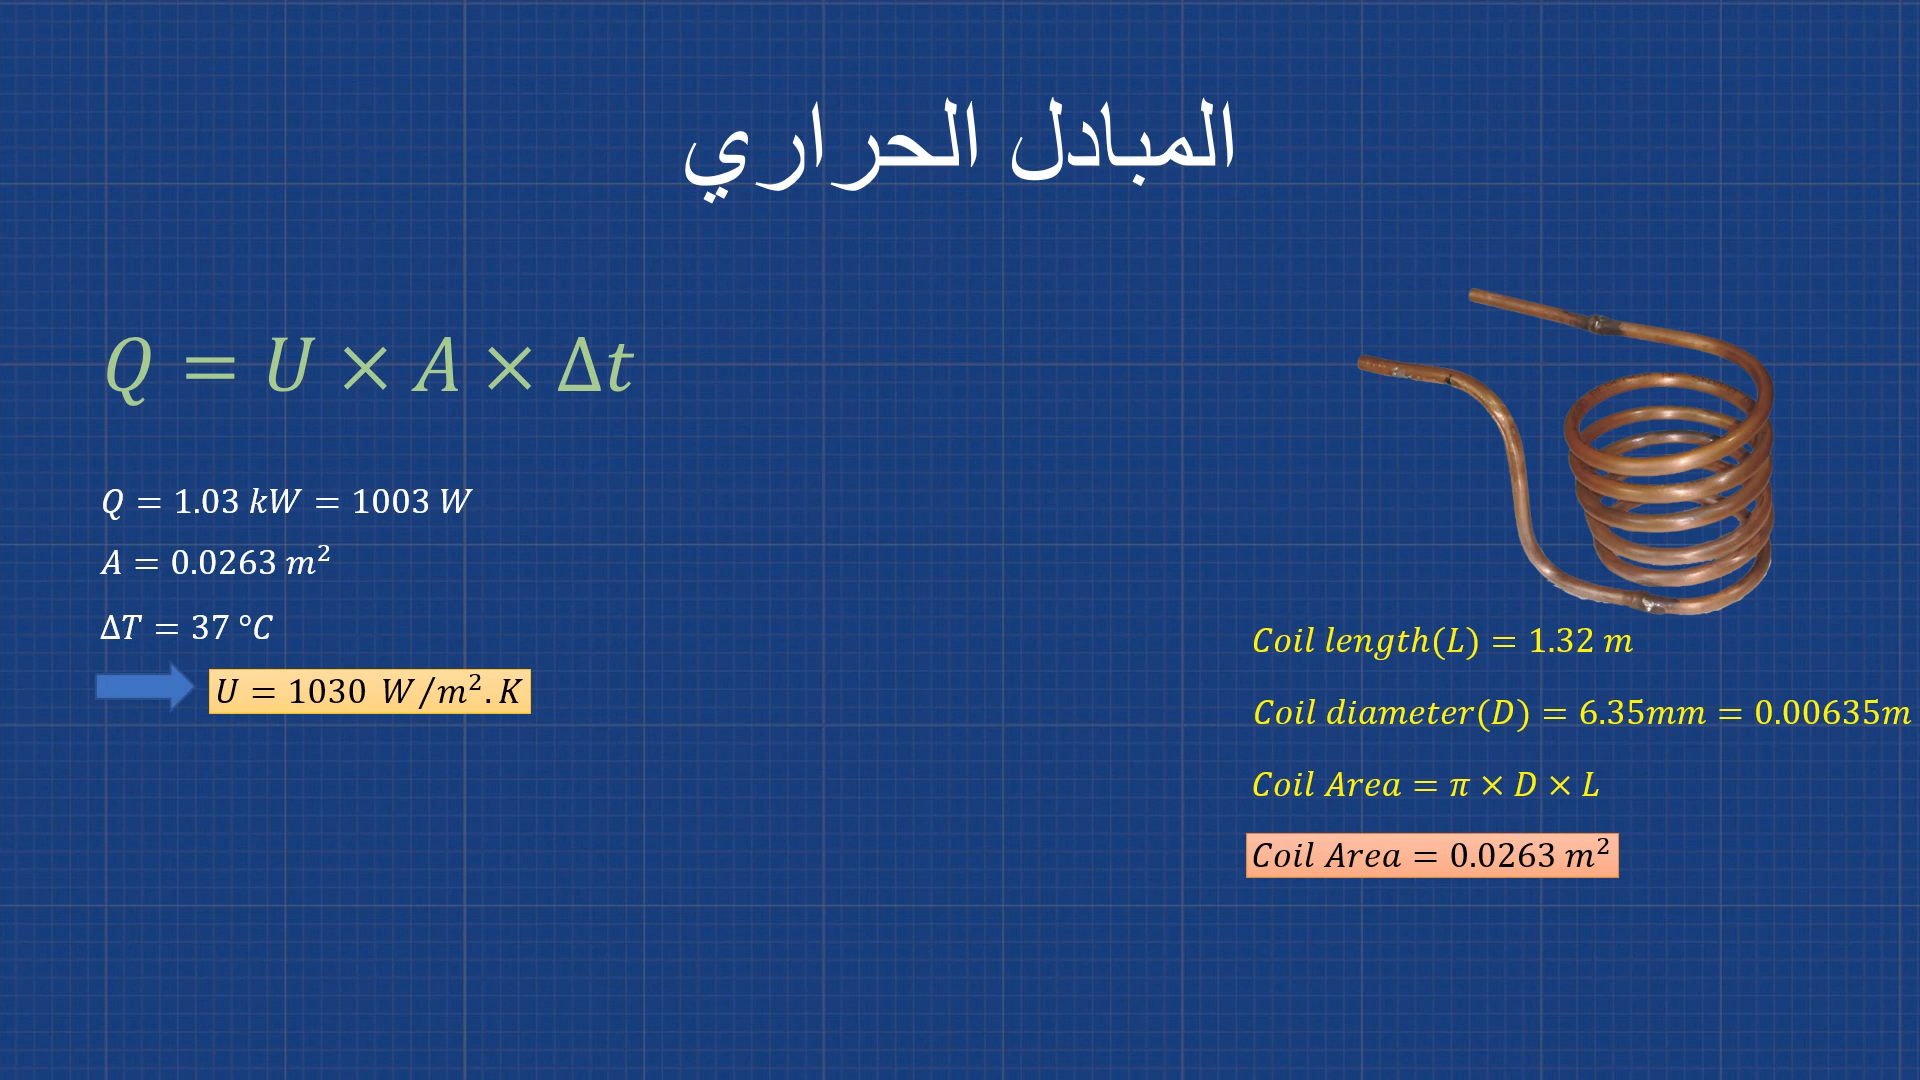 المبادل الحراري
Q = U × A × Δt
Q = 1.03 kW = 1003 W
A = 0.0263 m²
ΔT = 37 °C
U = 1030 W/m². K
Coil length(L) = 1.32 m
Coil diameter(D) = 6.35mm = 0.00635m
Coil Area = π × D × L
Coil Area = 0.0263 m²